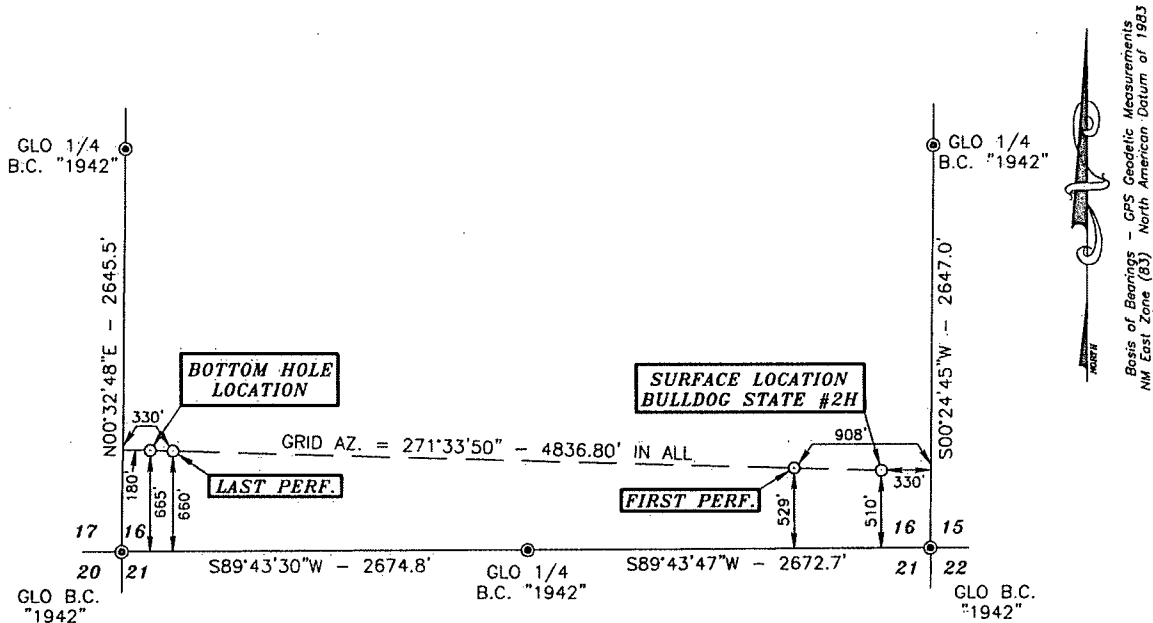 GLO 1/4
B.C. "1942"
GLO 1/4
B.C. "1942"
N00°32'48"E - 2645.5'
S00°24'45"W - 2647.0'
NORTH
Basis of Bearings - GPS Geodetic Measurements
NM East Zone (83) North American Datum of 1983
BOTTOM HOLE
LOCATION
SURFACE LOCATION
BULLDOG STATE #2H
330'
GRID AZ. = 271°33'50" - 4836.80' IN ALL
908'
LAST PERF.
FIRST PERF.
330'
180'
665'
660'
529'
510'
17 16
16 15
20 21
S89°43'30"W - 2674.8'
GLO 1/4
B.C. "1942"
S89°43'47"W - 2672.7'
21 22
GLO B.C.
"1942"
GLO B.C.
"1942"